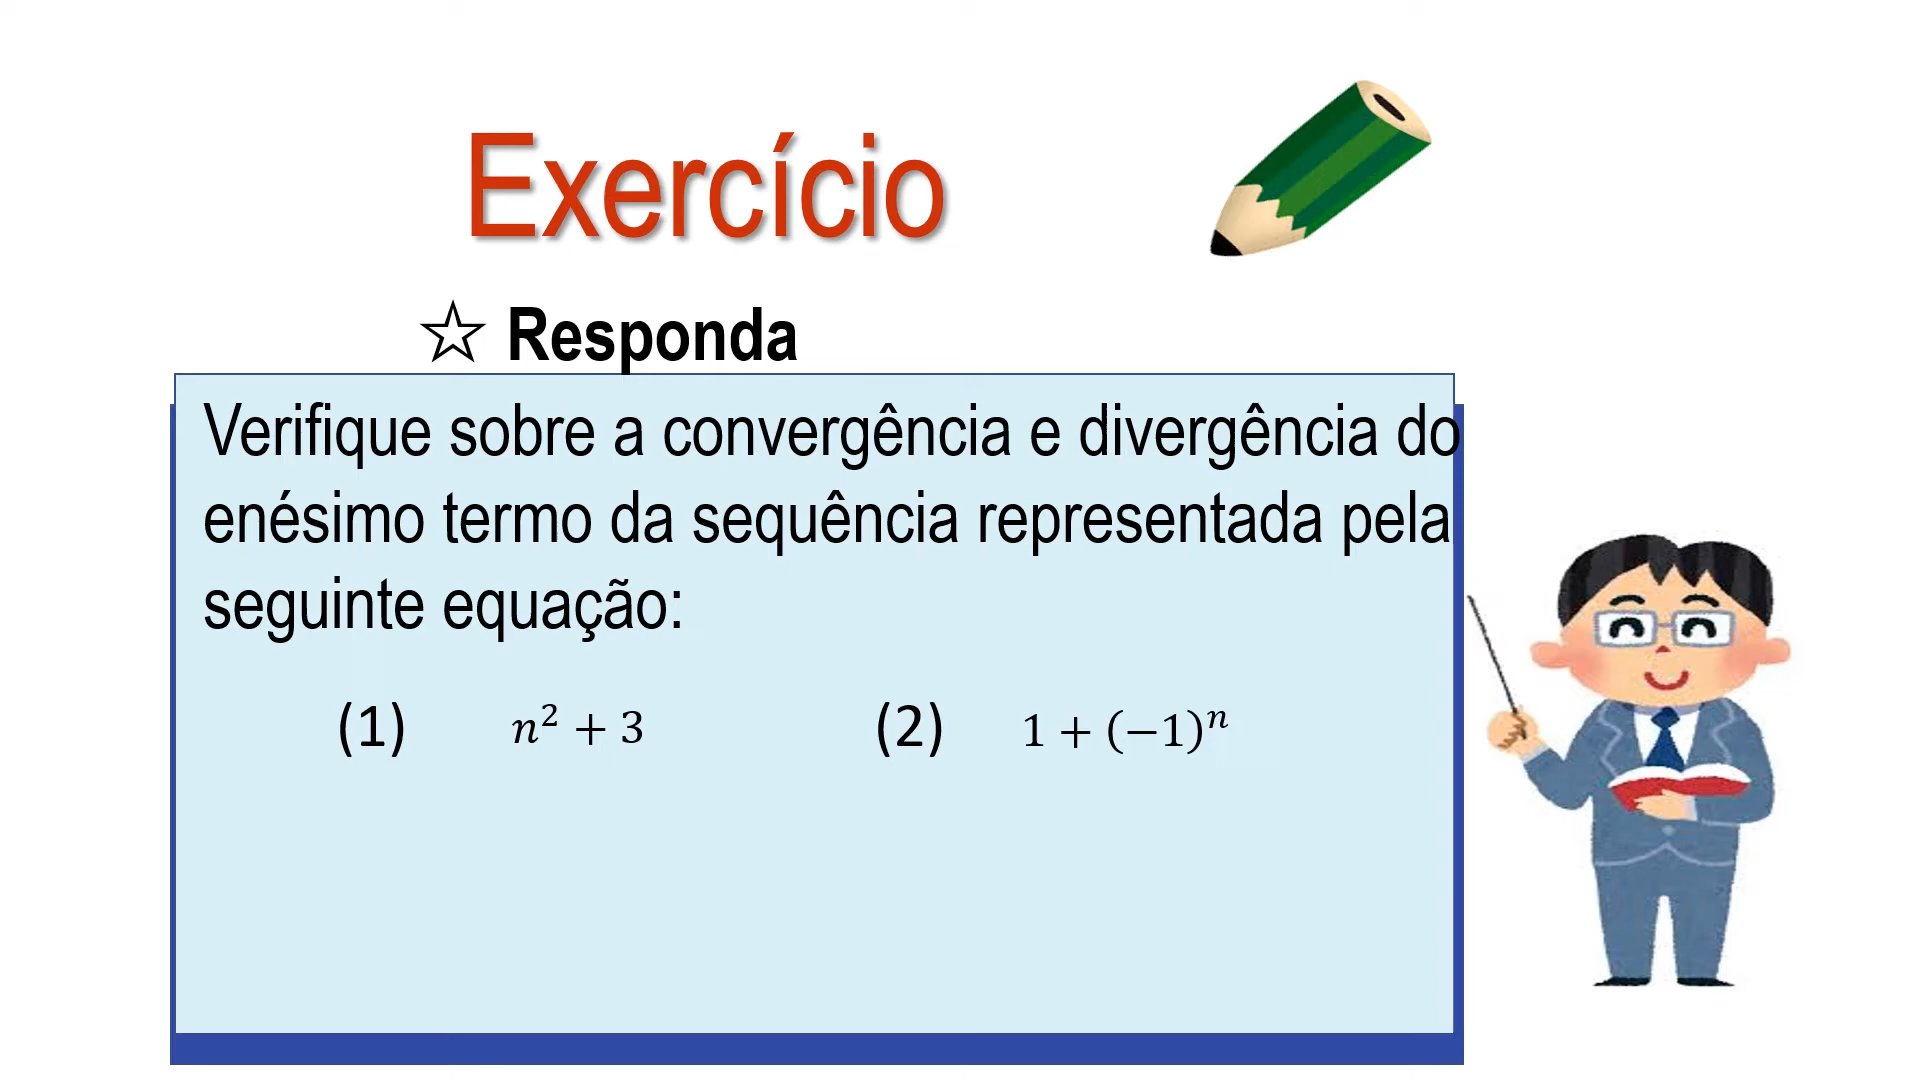 Exercício
☆ Responda
Verifique sobre a convergência e divergência do
enésimo termo da sequência representada pela
seguinte equação:
(1) n² + 3 (2) 1 + (−1)ⁿ